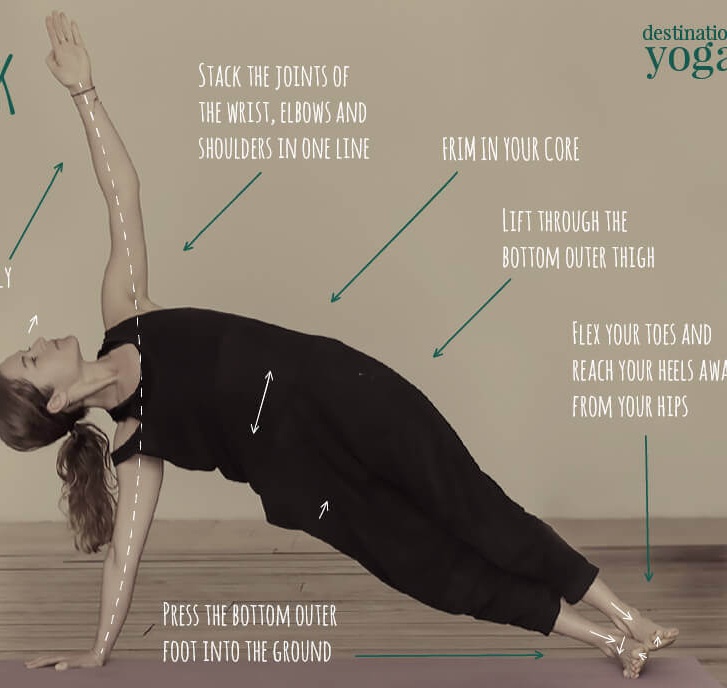 destinatio
yoga
STACK THE JOINTS OF
THE WRIST, ELBOWS AND
SHOULDERS IN ONE LINE
FRIM IN YOUR CORE
LIFT THROUGH THE
BOTTOM OUTER THIGH
LY
FLEX YOUR TOES AND
REACH YOUR HEELS AWA
FROM YOUR HIPS
PRESS THE BOTTOM OUTER
FOOT INTO THE GROUND